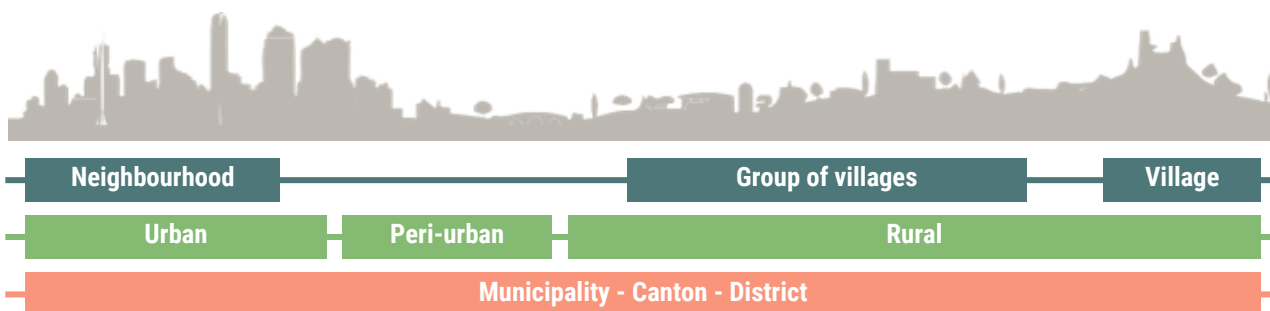 Neighbourhood Group of villages Village
Urban Peri-urban Rural
Municipality - Canton - District